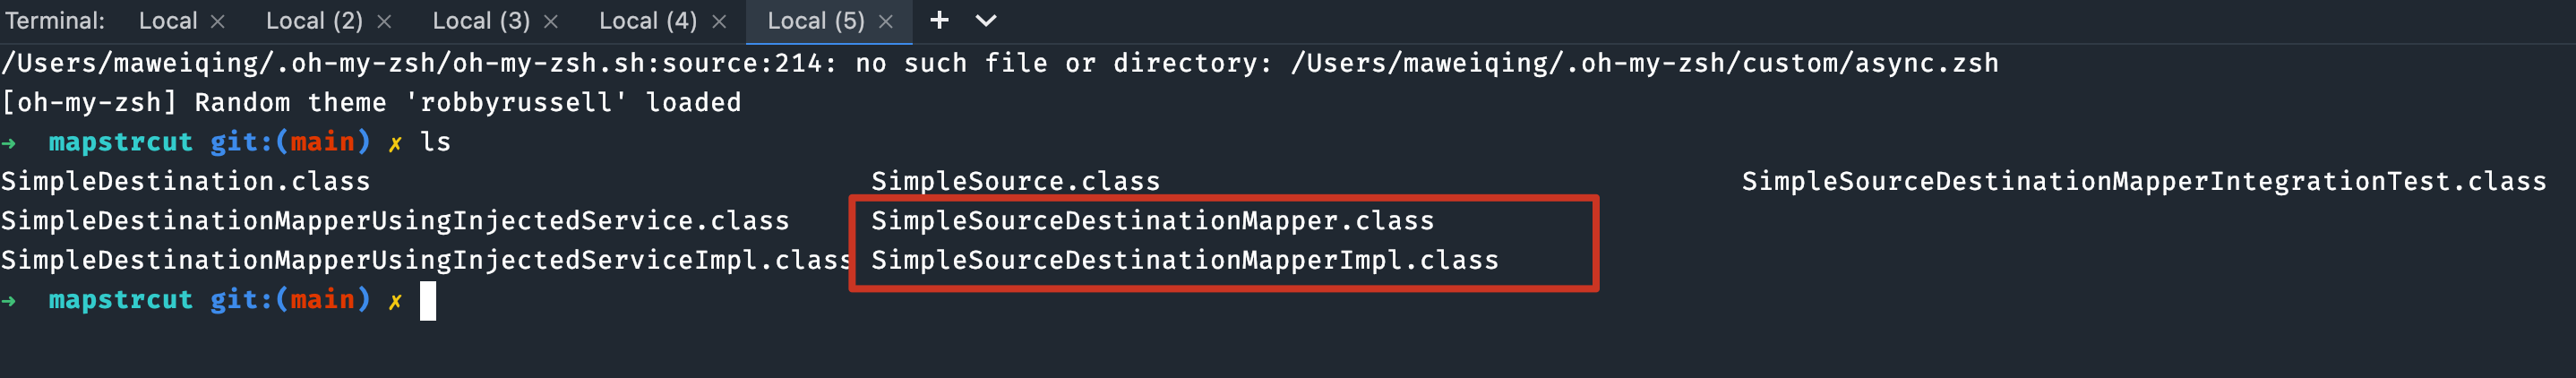 Terminal: Local × Local (2) × Local (3) × Local (4) × Local (5) × +
/Users/maweiqing/.oh-my-zsh/oh-my-zsh.sh:source:214: no such file or directory: /Users/maweiqing/.oh-my-zsh/custom/async.zsh
[oh-my-zsh] Random theme 'robbyrussell' loaded
→ mapstrcut git:(main) ✗ ls
SimpleDestination.class SimpleSource.class SimpleSourceDestinationMapperIntegrationTest.class
SimpleDestinationMapperUsingInjectedService.class SimpleSourceDestinationMapper.class
SimpleDestinationMapperUsingInjectedServiceImpl.class SimpleSourceDestinationMapperImpl.class
→ mapstrcut git:(main) ✗